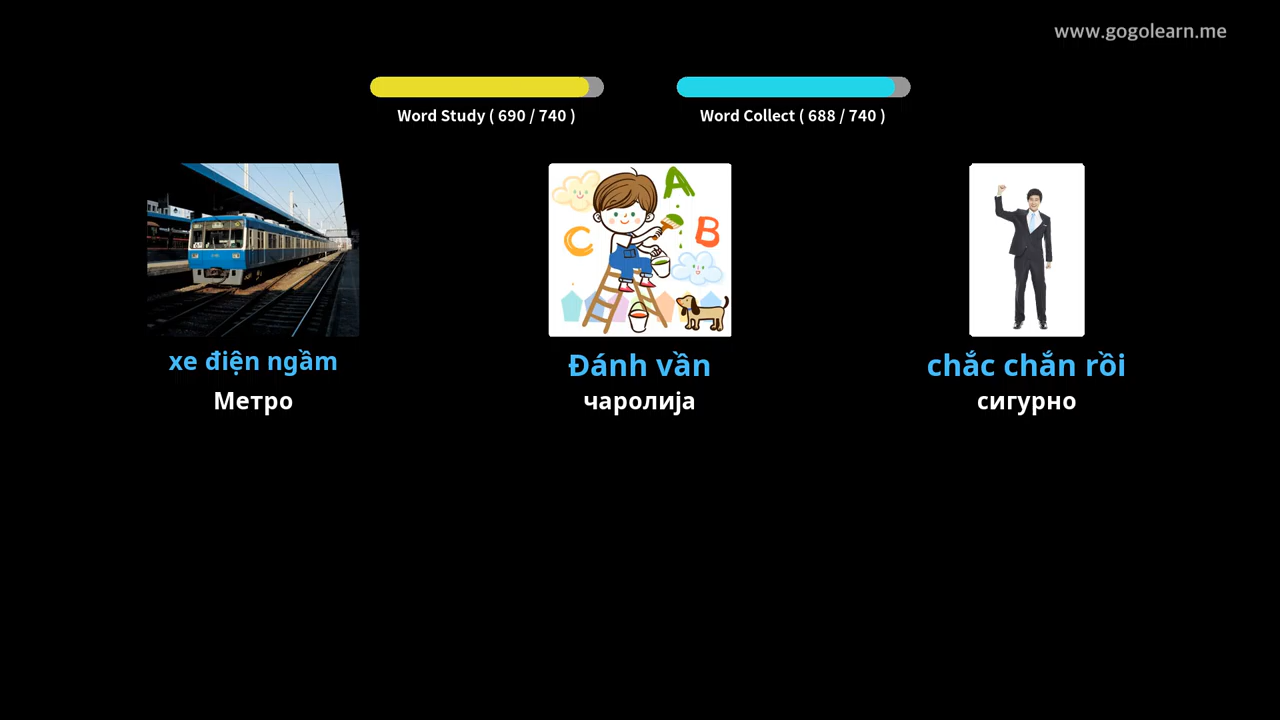 www.gogolearn.me
Word Study ( 690 / 740 )
Word Collect ( 688 / 740 )
xe điện ngầm
Метро
Đánh vần
чаролија
chắc chắn rồi
сигурно
A
B
C